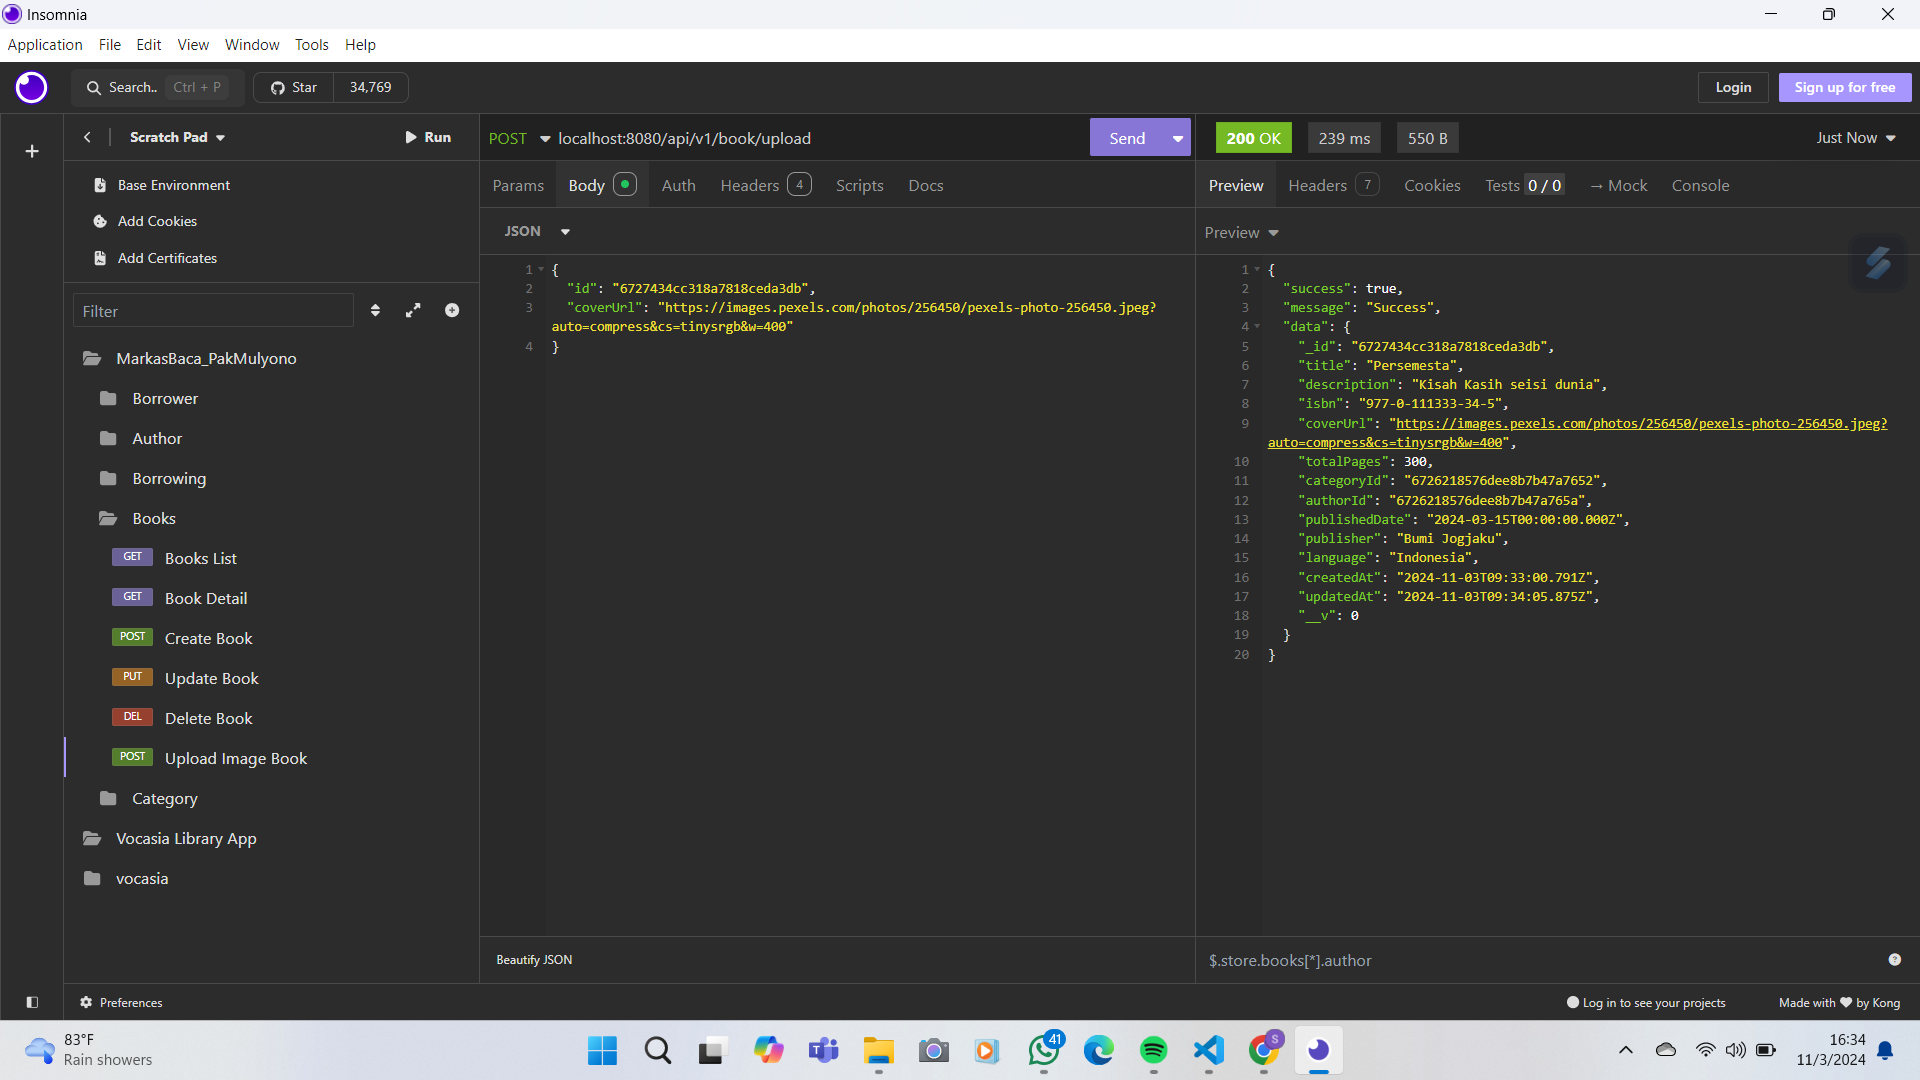 Insomnia
Application File Edit View Window Tools Help
Search.. Ctrl + P Star 34,769 Login Sign up for free
Scratch Pad Run
Base Environment
Add Cookies
Add Certificates
Filter
MarkasBaca_PakMulyono
Borrower
Author
Borrowing
Books
GET Books List
GET Book Detail
POST Create Book
PUT Update Book
DEL Delete Book
POST Upload Image Book
Category
Vocasia Library App
vocasia
Preferences
POST localhost:8080/api/v1/book/upload Send
Params Body Auth Headers 4 Scripts Docs
JSON
1 {
2 "id": "6727434cc318a7818ceda3db",
3 "coverUrl": "https://images.pexels.com/photos/256450/pexels-photo-256450.jpeg?
auto=compress&cs=tinysrgb&w=400"
4 }
Beautify JSON
200 OK 239 ms 550 B Just Now
Preview Headers 7 Cookies Tests 0 / 0 → Mock Console
Preview
1 {
2 "success": true,
3 "message": "Success",
4 "data": {
5 "_id": "6727434cc318a7818ceda3db",
6 "title": "Persemesta",
7 "description": "Kisah Kasih seisi dunia",
8 "isbn": "977-0-111333-34-5",
9 "coverUrl": "https://images.pexels.com/photos/256450/pexels-photo-256450.jpeg?
auto=compress&cs=tinysrgb&w=400",
10 "totalPages": 300,
11 "categoryId": "6726218576dee8b7b47a7652",
12 "authorId": "6726218576dee8b7b47a765a",
13 "publishedDate": "2024-03-15T00:00:00.000Z",
14 "publisher": "Bumi Jogjaku",
15 "language": "Indonesia",
16 "createdAt": "2024-11-03T09:33:00.791Z",
17 "updatedAt": "2024-11-03T09:34:05.875Z",
18 "__v": 0
19 }
20 }
$.store.books[*].author
Log in to see your projects Made with ❤ by Kong
83°F
Rain showers
41
S
16:34
11/3/2024